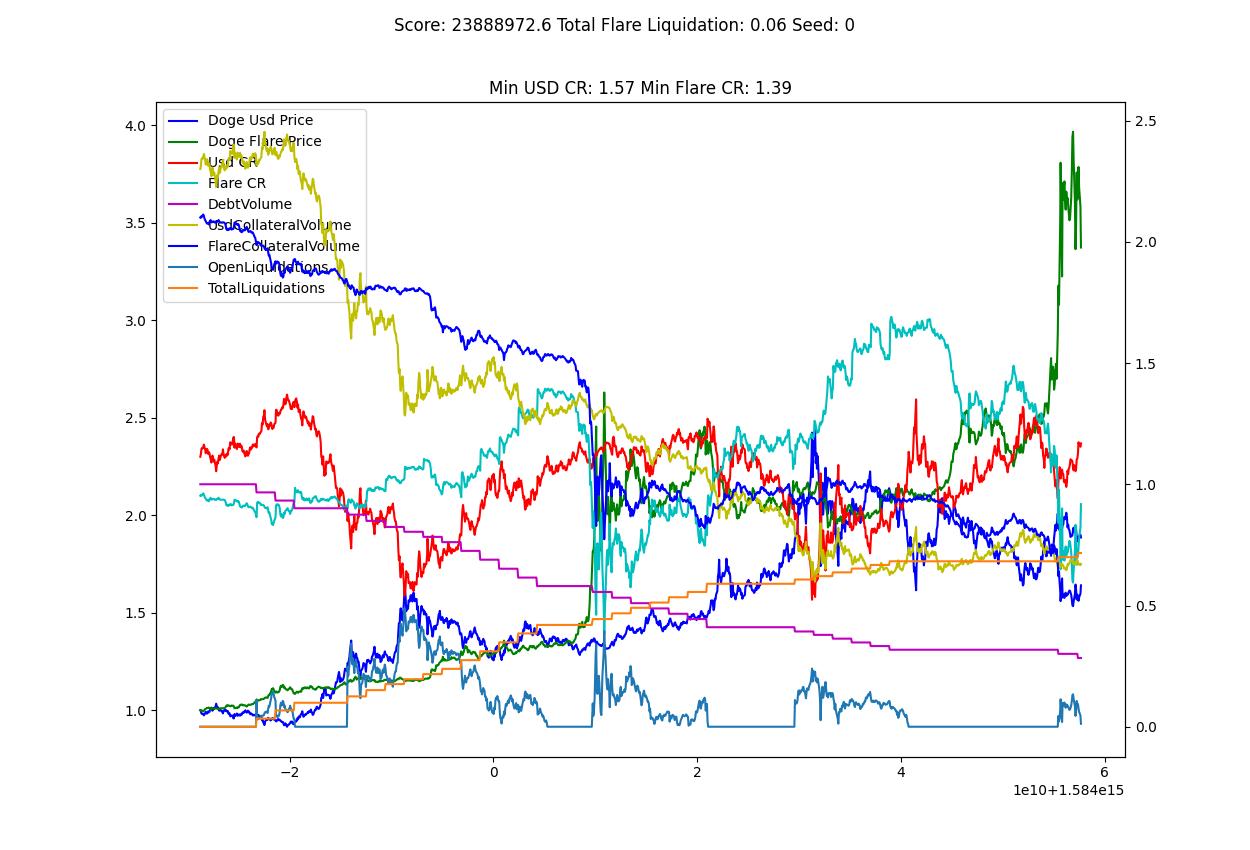 Score: 23888972.6 Total Flare Liquidation: 0.06 Seed: 0
Min USD CR: 1.57 Min Flare CR: 1.39
Doge Usd Price
Doge Flare Price
Usd CR
Flare CR
DebtVolume
UsdCollateralVolume
FlareCollateralVolume
OpenLiquidations
TotalLiquidations
4.0
3.5
3.0
2.5
2.0
1.5
1.0
2.5
2.0
1.5
1.0
0.5
0.0
−2
0
2
4
6
1e10+1.584e15